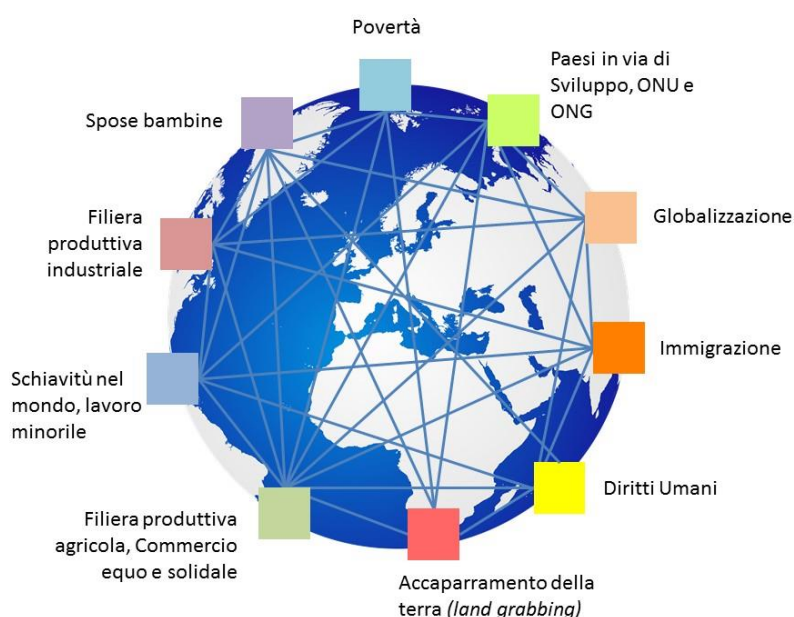 Povertà
Paesi in via di
Sviluppo, ONU e
ONG
Spose bambine
Globalizzazione
Filiera
produttiva
industriale
Immigrazione
Schiavitù nel
mondo, lavoro
minorile
Diritti Umani
Filiera produttiva
agricola, Commercio
equo e solidale
Accaparramento della
terra (land grabbing)